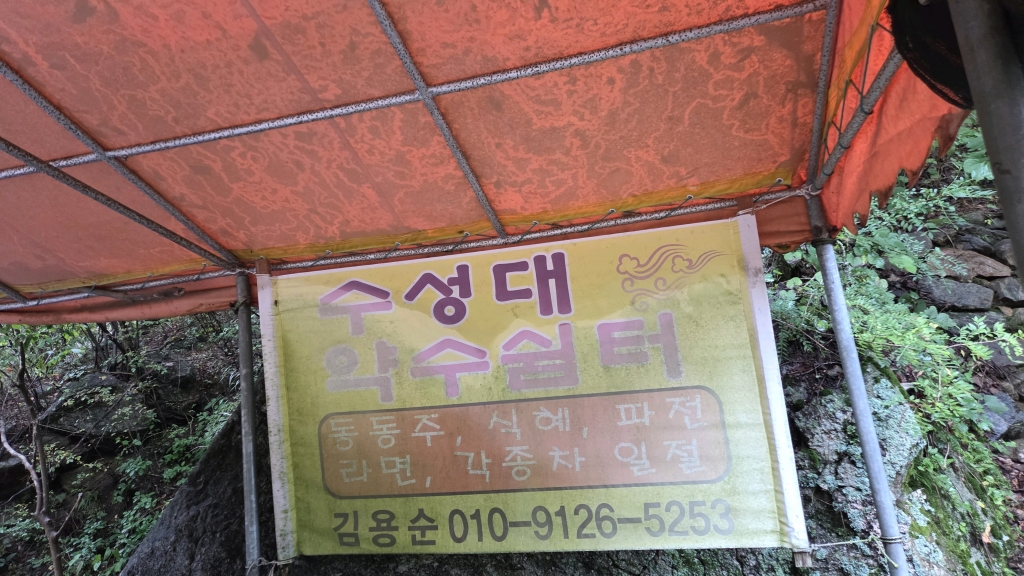 수성대
약수쉼터
동동주, 식혜, 파전
라면, 각종차 일절
김용순 010-9126-5253